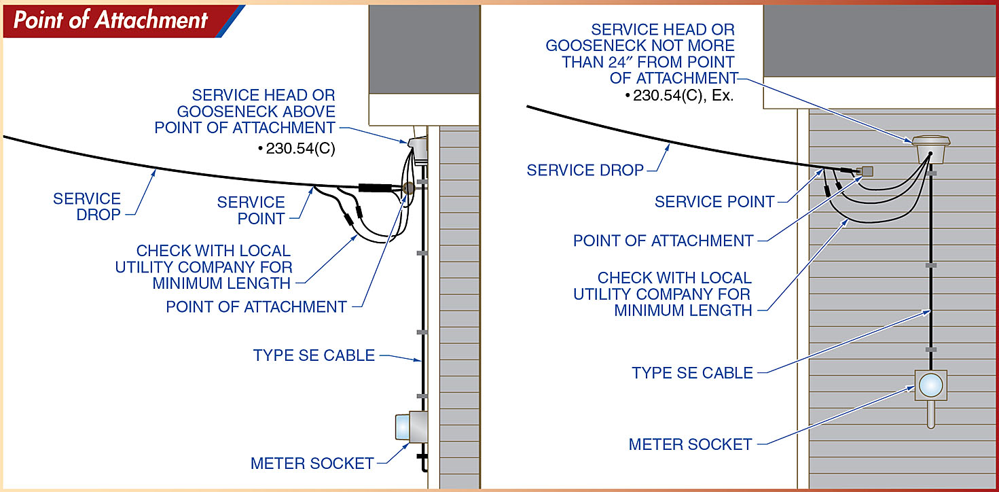 Point of Attachment
SERVICE HEAD OR
GOOSENECK ABOVE
POINT OF ATTACHMENT
• 230.54(C)
SERVICE
DROP
SERVICE
POINT
CHECK WITH LOCAL
UTILITY COMPANY FOR
MINIMUM LENGTH
POINT OF ATTACHMENT
TYPE SE CABLE
METER SOCKET
SERVICE HEAD OR
GOOSENECK NOT MORE
THAN 24″ FROM POINT
OF ATTACHMENT
• 230.54(C), Ex.
SERVICE DROP
SERVICE POINT
POINT OF ATTACHMENT
CHECK WITH LOCAL
UTILITY COMPANY FOR
MINIMUM LENGTH
TYPE SE CABLE
METER SOCKET